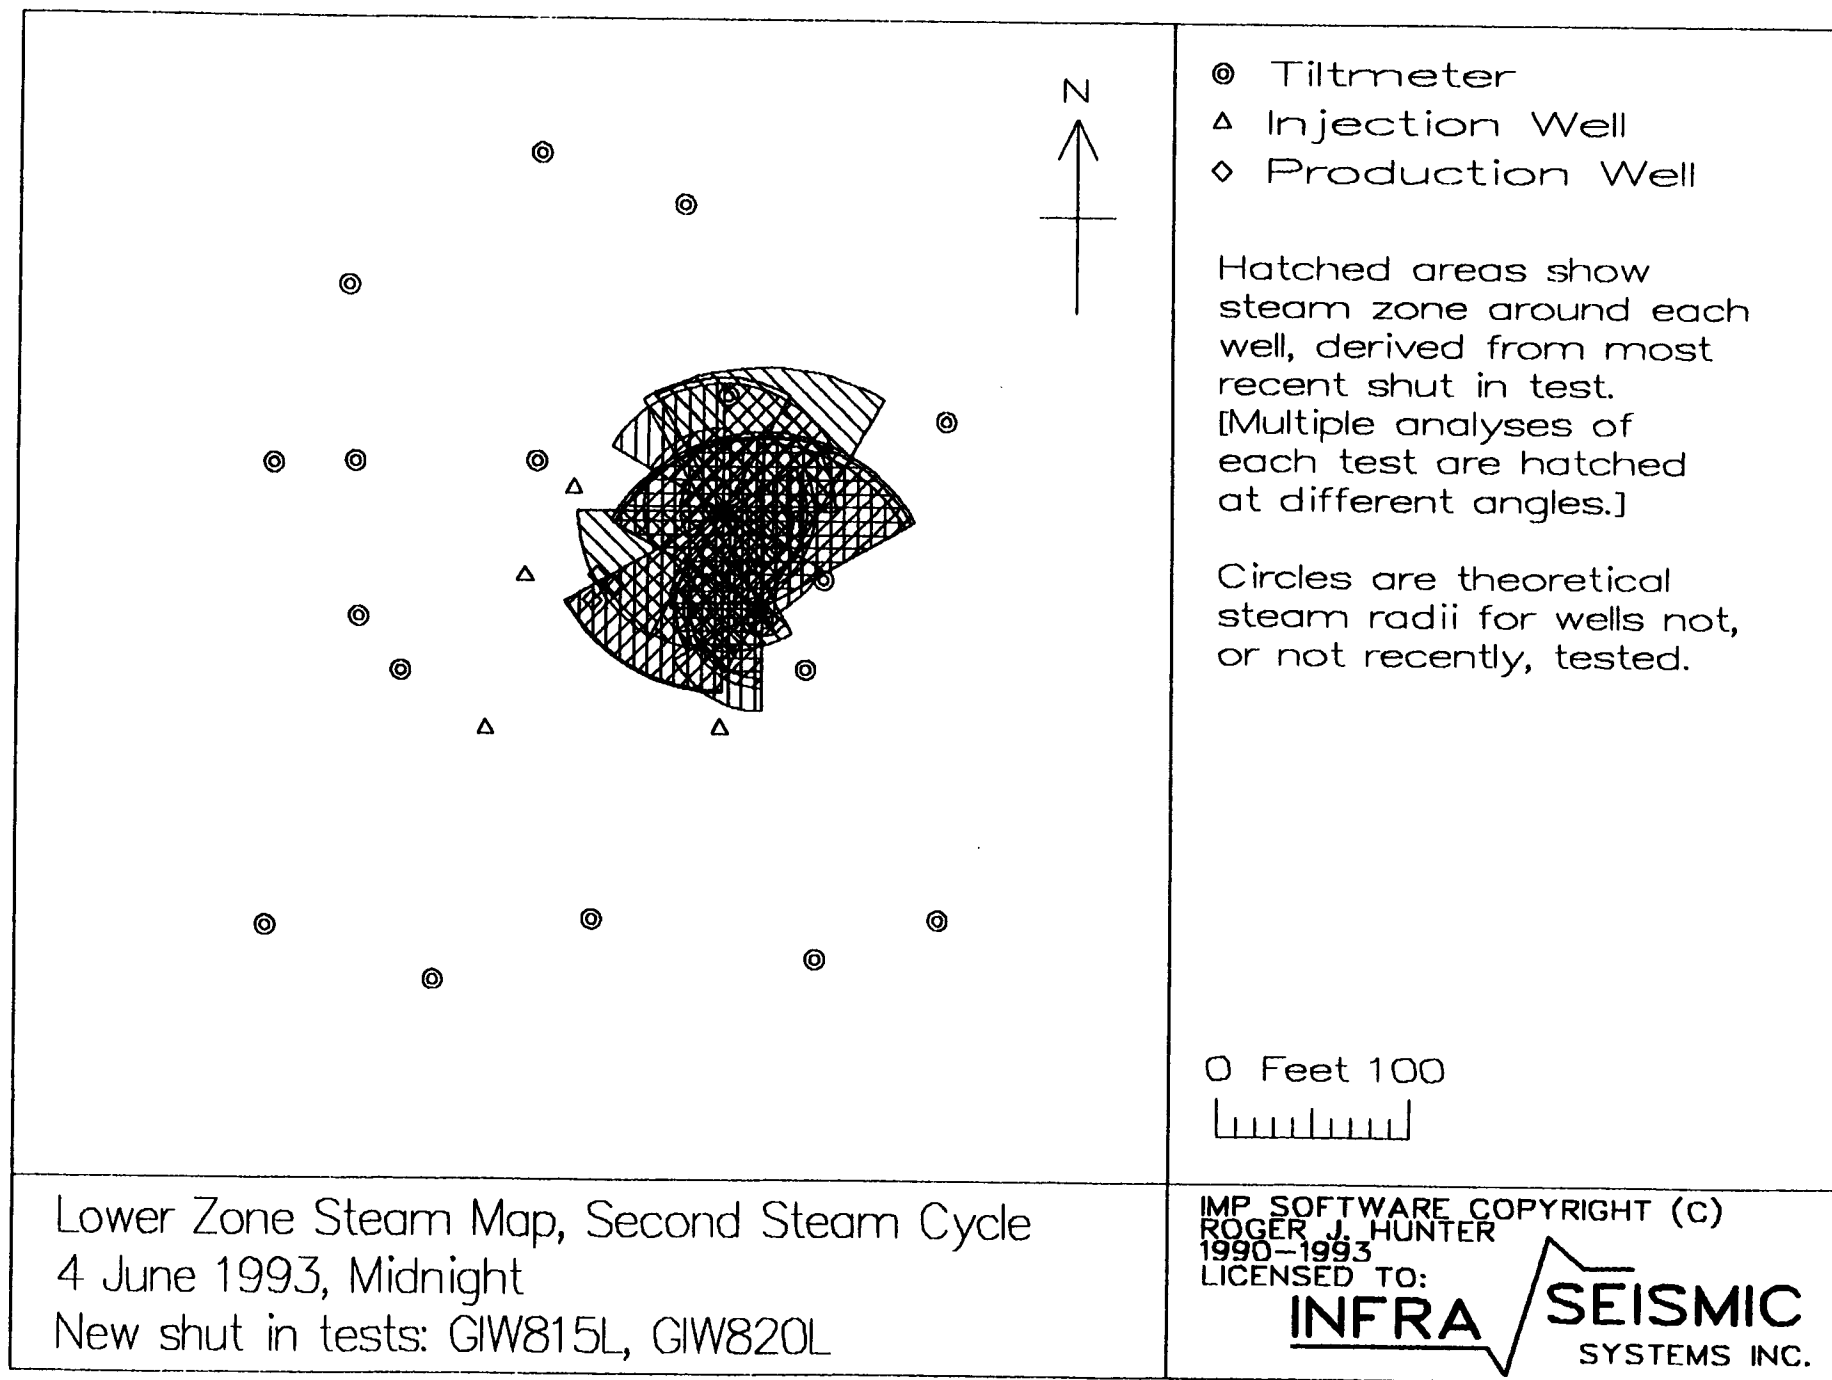 N
Tiltmeter
Injection Well
Production Well
Hatched areas show
steam zone around each
well, derived from most
recent shut in test.
[Multiple analyses of
each test are hatched
at different angles.]
Circles are theoretical
steam radii for wells not,
or not recently, tested.
0 Feet 100
Lower Zone Steam Map, Second Steam Cycle
4 June 1993, Midnight
New shut in tests: GIW815L, GIW820L
IMP SOFTWARE COPYRIGHT (C)
ROGER J. HUNTER
1990-1993
LICENSED TO:
INFRA SEISMIC
SYSTEMS INC.